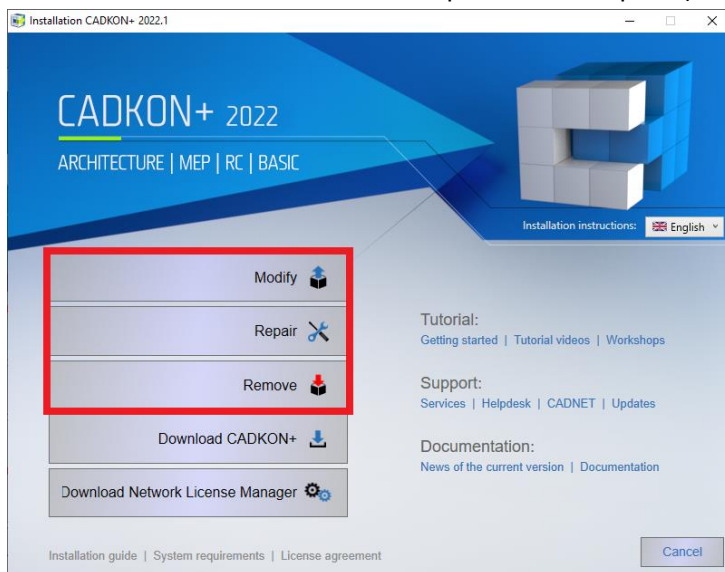 Installation CADKON+ 2022.1
CADKON+ 2022
ARCHITECTURE | MEP | RC | BASIC
Installation instructions: English
Modify
Repair
Remove
Download CADKON+
Download Network License Manager
Tutorial:
Getting started | Tutorial videos | Workshops
Support:
Services | Helpdesk | CADNET | Updates
Documentation:
News of the current version | Documentation
Installation guide | System requirements | License agreement
Cancel